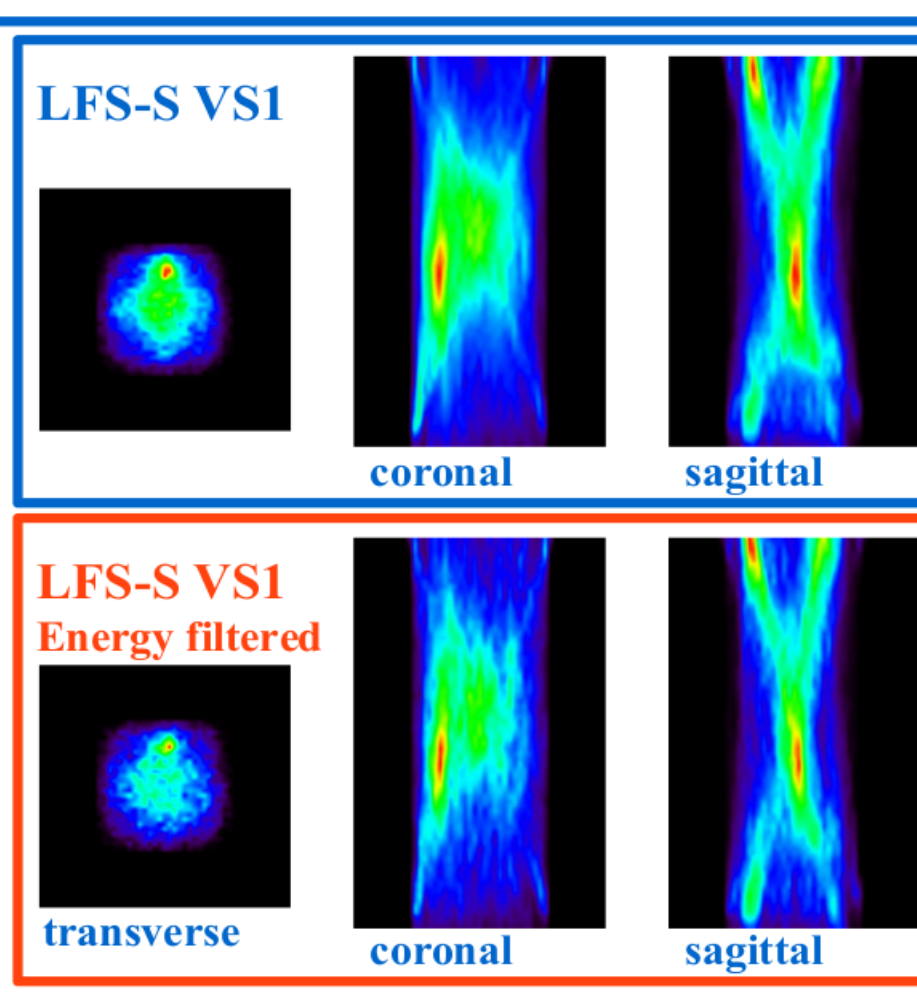 LFS-S VS1
coronal
sagittal
LFS-S VS1
Energy filtered
transverse
coronal
sagittal